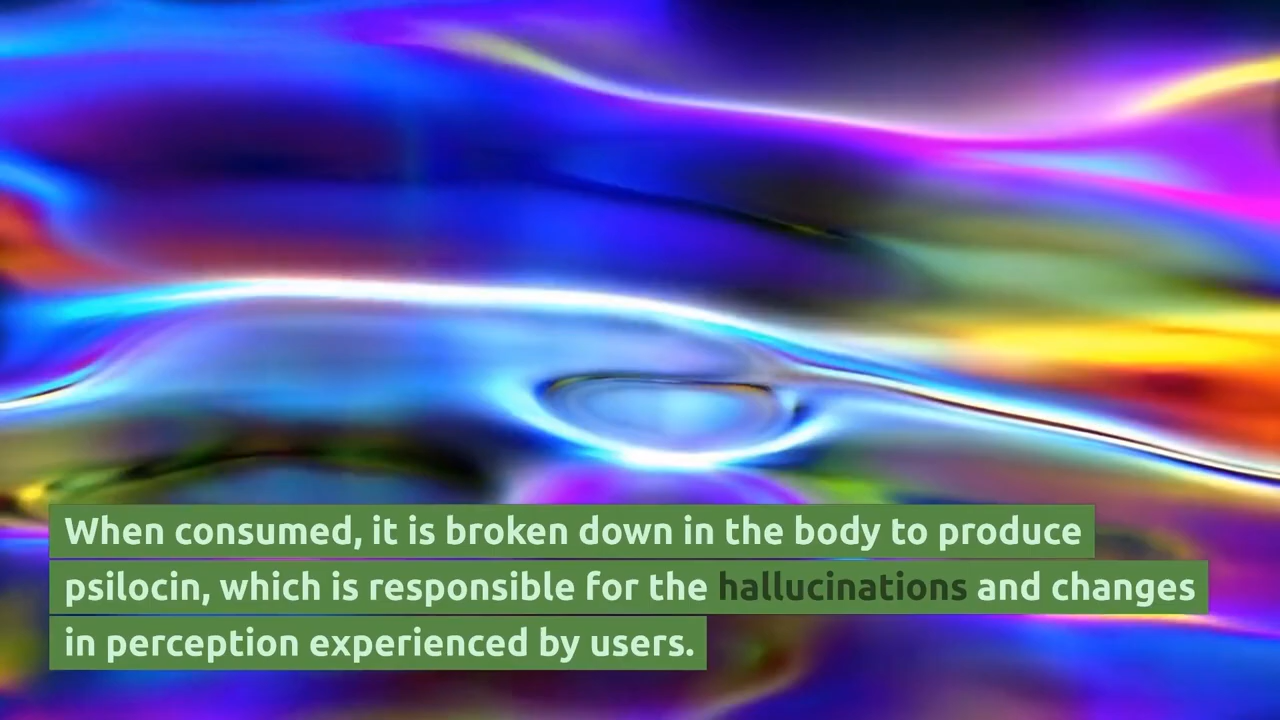 When consumed, it is broken down in the body to produce
psilocin, which is responsible for the hallucinations and changes
in perception experienced by users.